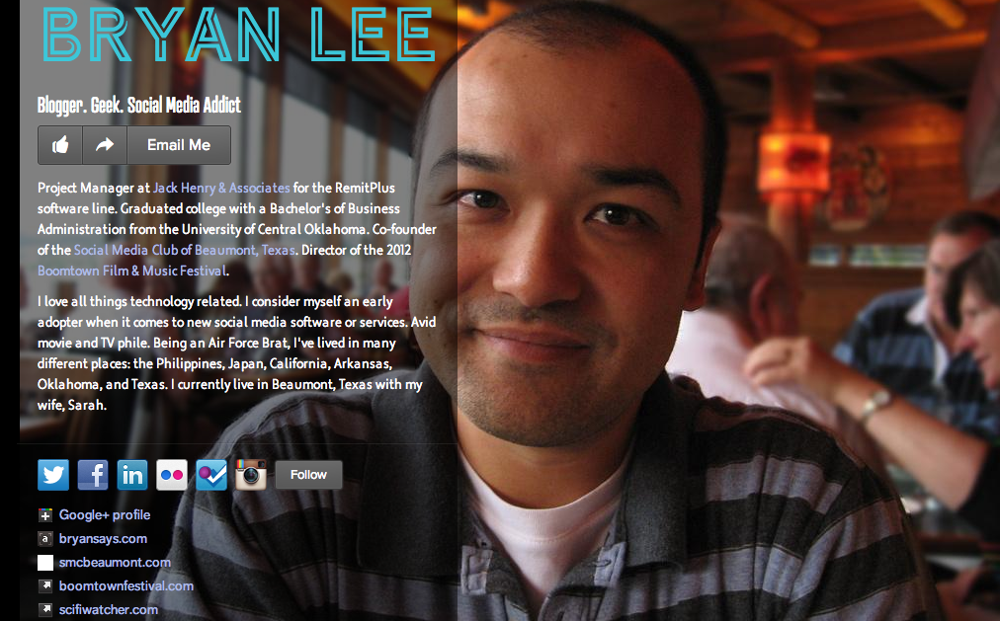 BRYAN LEE
Blogger. Geek. Social Media Addict
Email Me
Project Manager at Jack Henry & Associates for the RemitPlus
software line. Graduated college with a Bachelor's of Business
Administration from the University of Central Oklahoma. Co-founder
of the Social Media Club of Beaumont, Texas. Director of the 2012
Boomtown Film & Music Festival.
I love all things technology related. I consider myself an early
adopter when it comes to new social media software or services. Avid
movie and TV phile. Being an Air Force Brat, I've lived in many
different places: the Philippines, Japan, California, Arkansas,
Oklahoma, and Texas. I currently live in Beaumont, Texas with my
wife, Sarah.
Follow
Google+ profile
bryansays.com
smcbeaumont.com
boomtownfestival.com
scifiwatcher.com